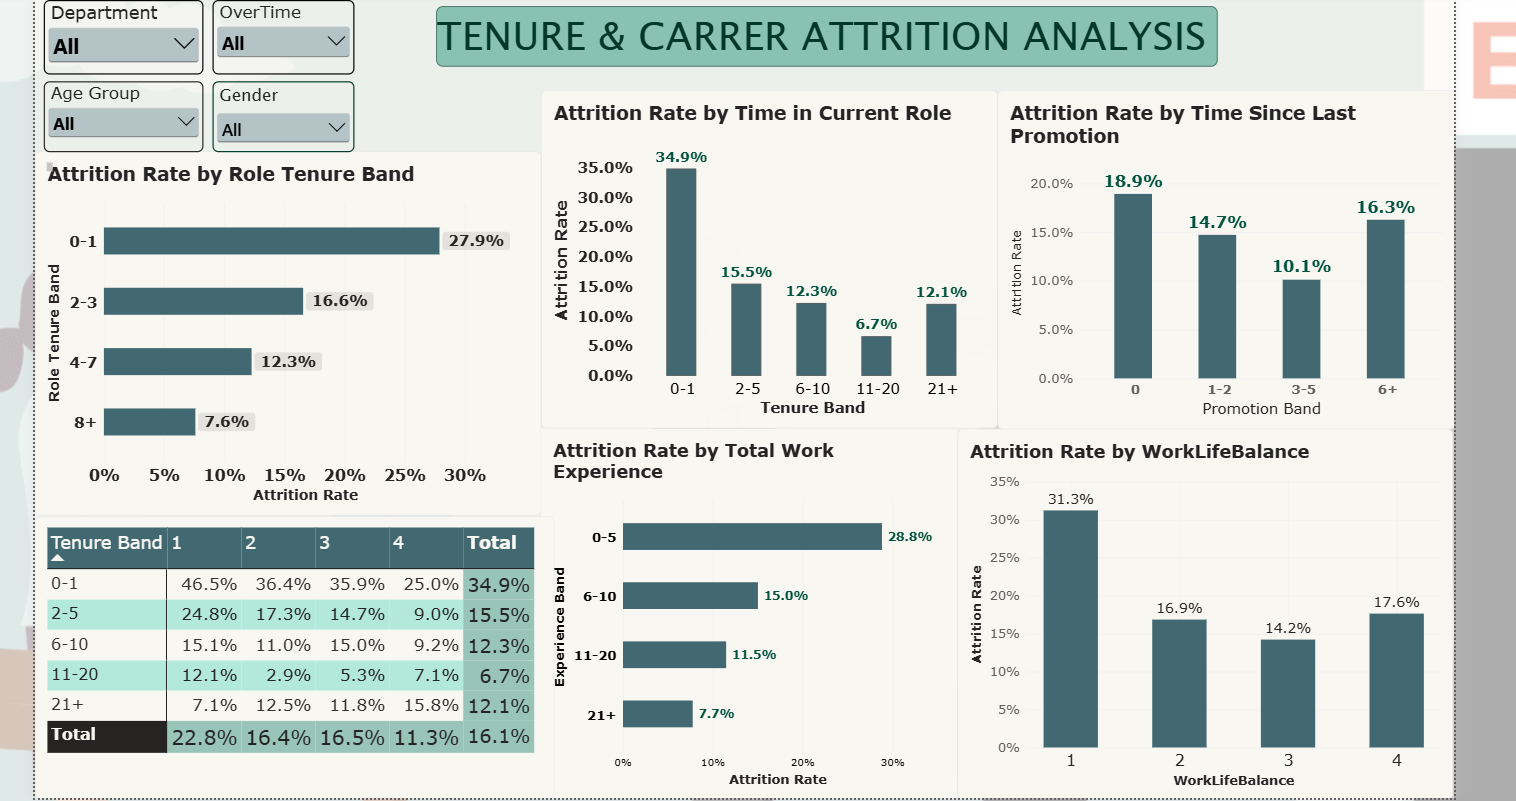 Department
All
OverTime
All
Age Group
All
Gender
All
TENURE & CARRER ATTRITION ANALYSIS
E
Attrition Rate by Role Tenure Band
Role Tenure Band
0-1
27.9%
2-3
16.6%
4-7
12.3%
8+
7.6%
0% 5% 10% 15% 20% 25% 30%
Attrition Rate
Attrition Rate by Time in Current Role
Attrition Rate
35.0%
30.0%
25.0%
20.0%
15.0%
10.0%
5.0%
0.0%
34.9%
15.5%
12.3%
6.7%
12.1%
0-1 2-5 6-10 11-20 21+
Tenure Band
Attrition Rate by Time Since Last
Promotion
Attrition Rate
20.0%
15.0%
10.0%
5.0%
0.0%
18.9%
14.7%
10.1%
16.3%
0 1-2 3-5 6+
Promotion Band
Tenure Band 1 2 3 4 Total
0-1 46.5% 36.4% 35.9% 25.0% 34.9%
2-5 24.8% 17.3% 14.7% 9.0% 15.5%
6-10 15.1% 11.0% 15.0% 9.2% 12.3%
11-20 12.1% 2.9% 5.3% 7.1% 6.7%
21+ 7.1% 12.5% 11.8% 15.8% 12.1%
Total 22.8% 16.4% 16.5% 11.3% 16.1%
Attrition Rate by Total Work
Experience
Experience Band
0-5
28.8%
6-10
15.0%
11-20
11.5%
21+
7.7%
0% 10% 20% 30%
Attrition Rate
Attrition Rate by WorkLifeBalance
Attrition Rate
35%
30%
25%
20%
15%
10%
5%
0%
31.3%
16.9%
14.2%
17.6%
1 2 3 4
WorkLifeBalance